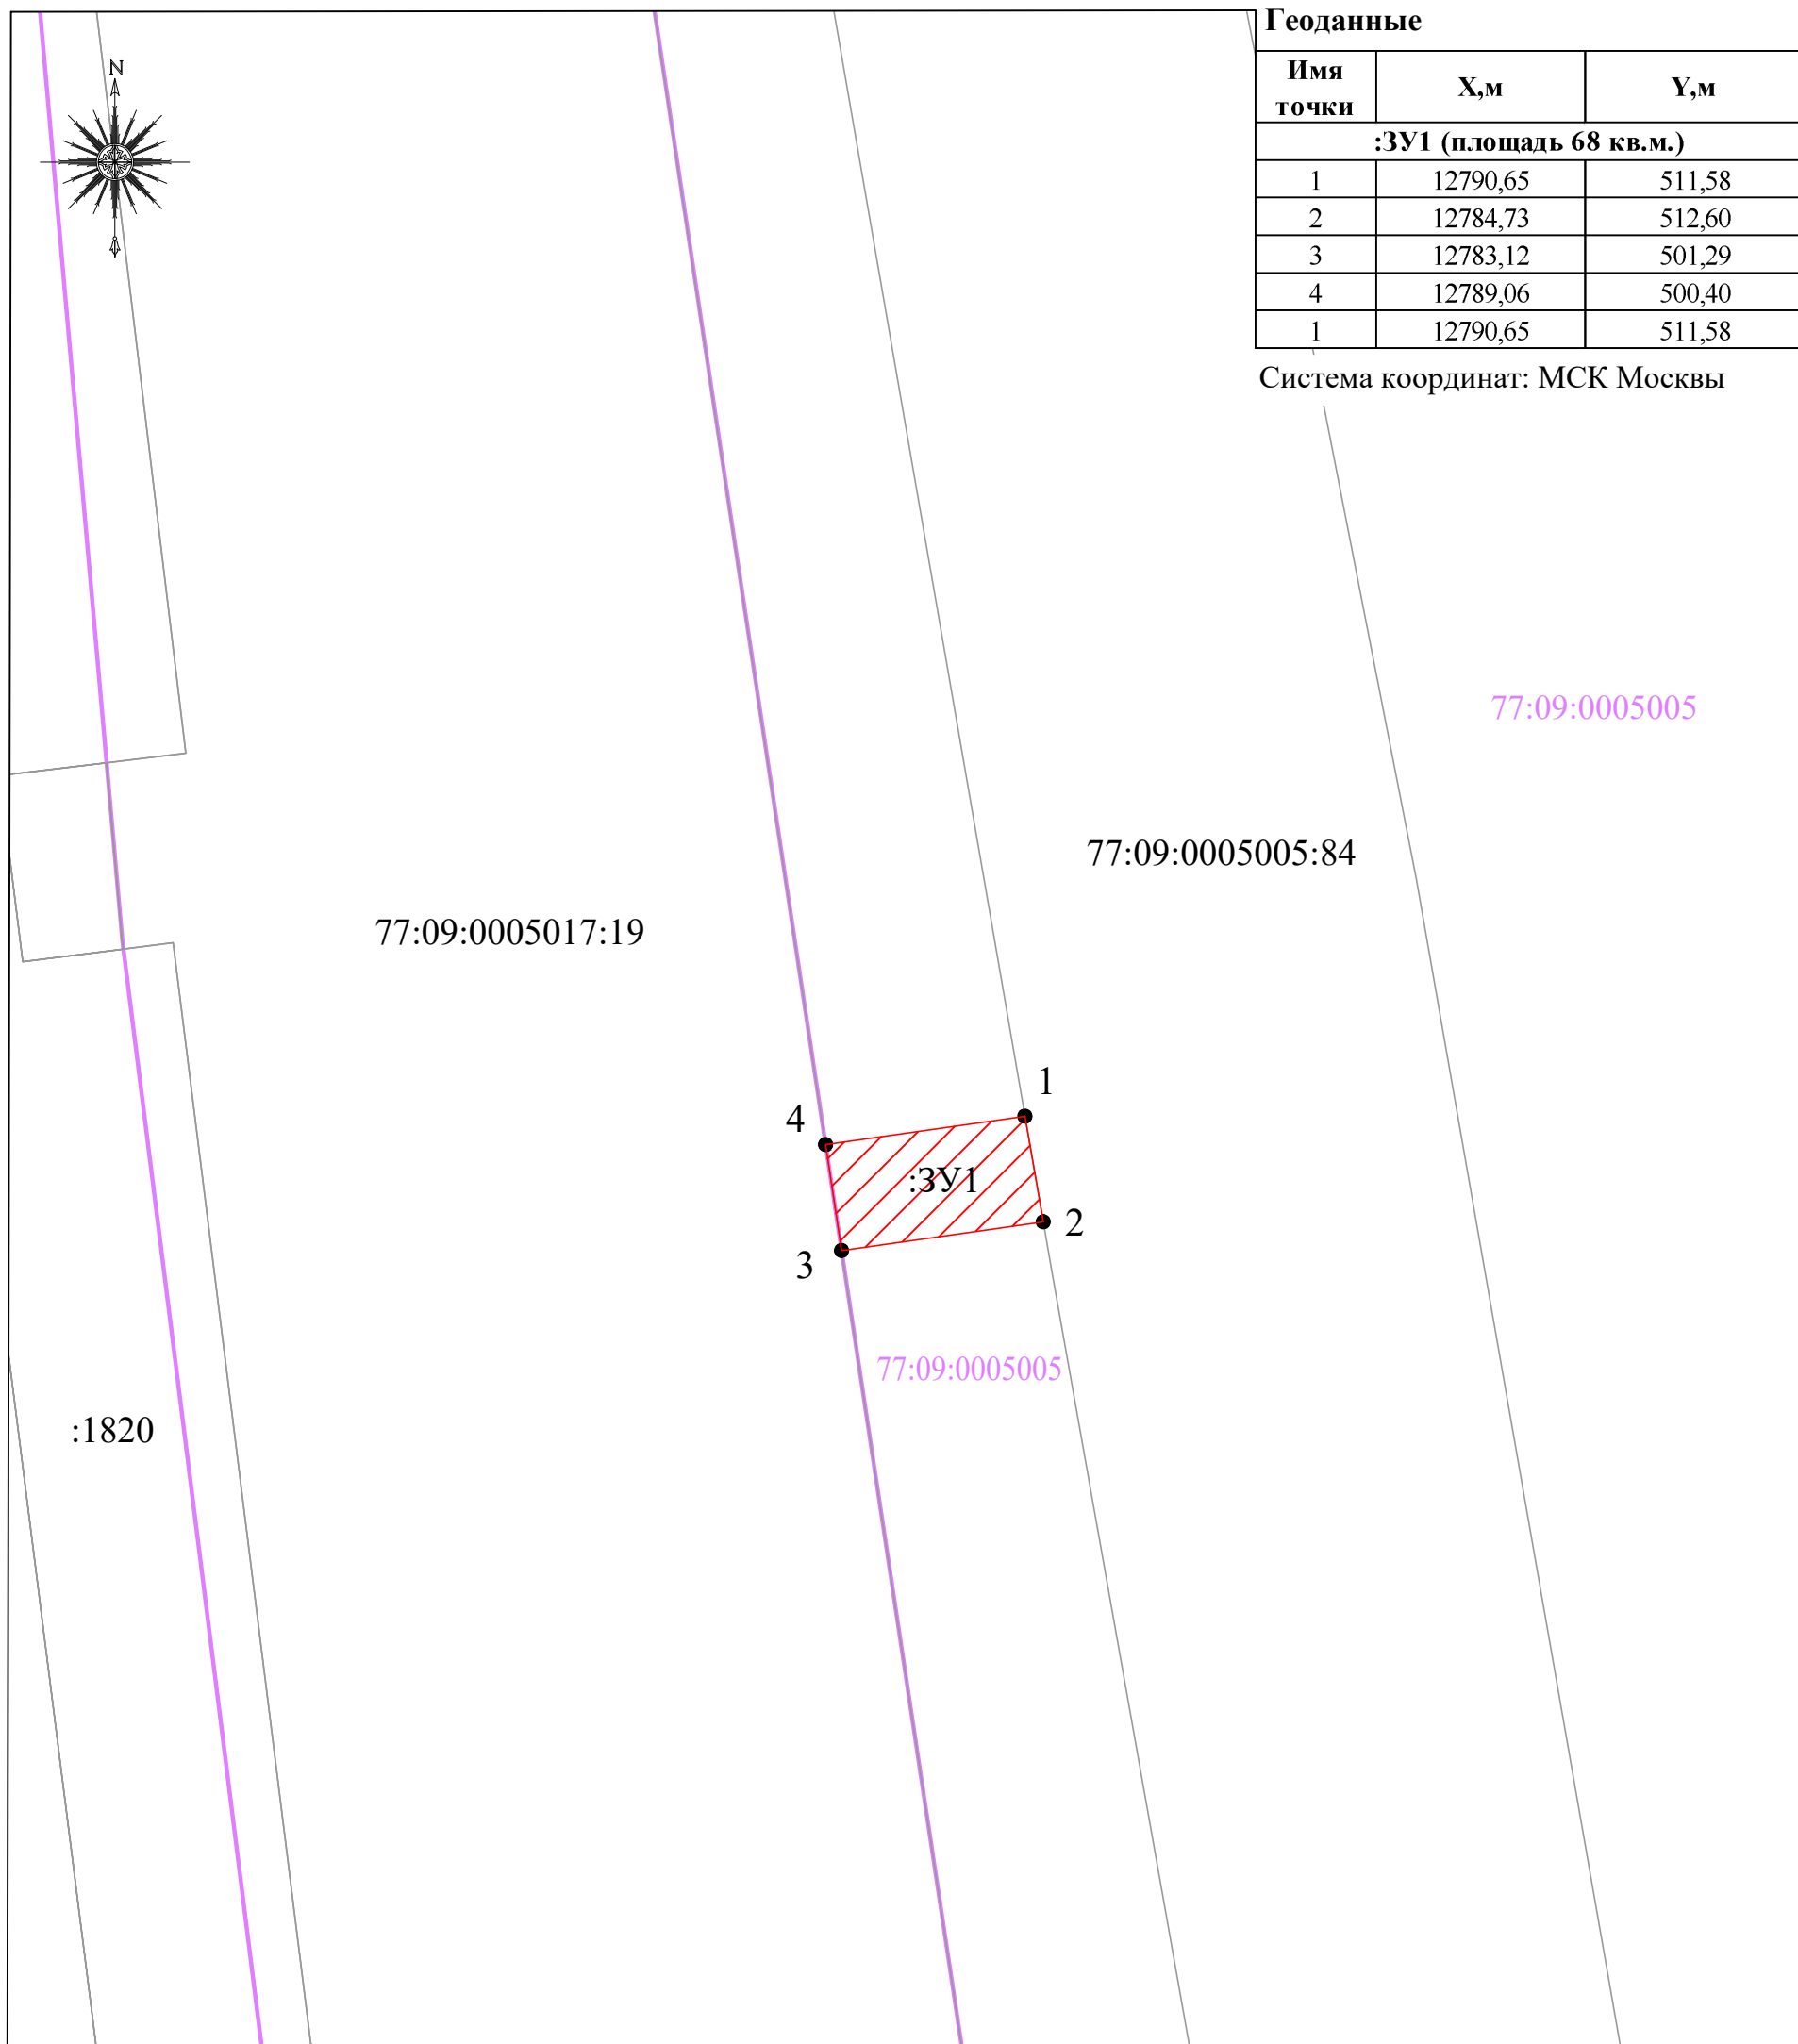 Геоданные
Имя точки X,м Y,м
:ЗУ1 (площадь 68 кв.м.)
1 12790,65 511,58
2 12784,73 512,60
3 12783,12 501,29
4 12789,06 500,40
1 12790,65 511,58
Система координат: МСК Москвы
N
77:09:0005005
77:09:0005005:84
77:09:0005017:19
1
4
:ЗУ1
2
3
77:09:0005005
:1820